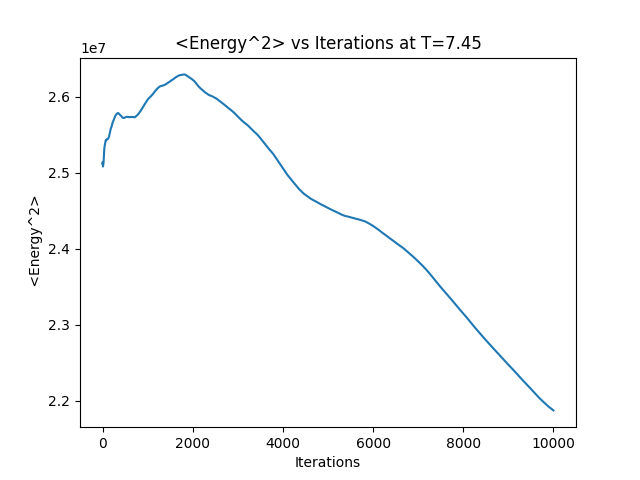 <Energy^2> vs Iterations at T=7.45
1e7
2.6
2.5
2.4
2.3
2.2
<Energy^2>
0 2000 4000 6000 8000 10000
Iterations